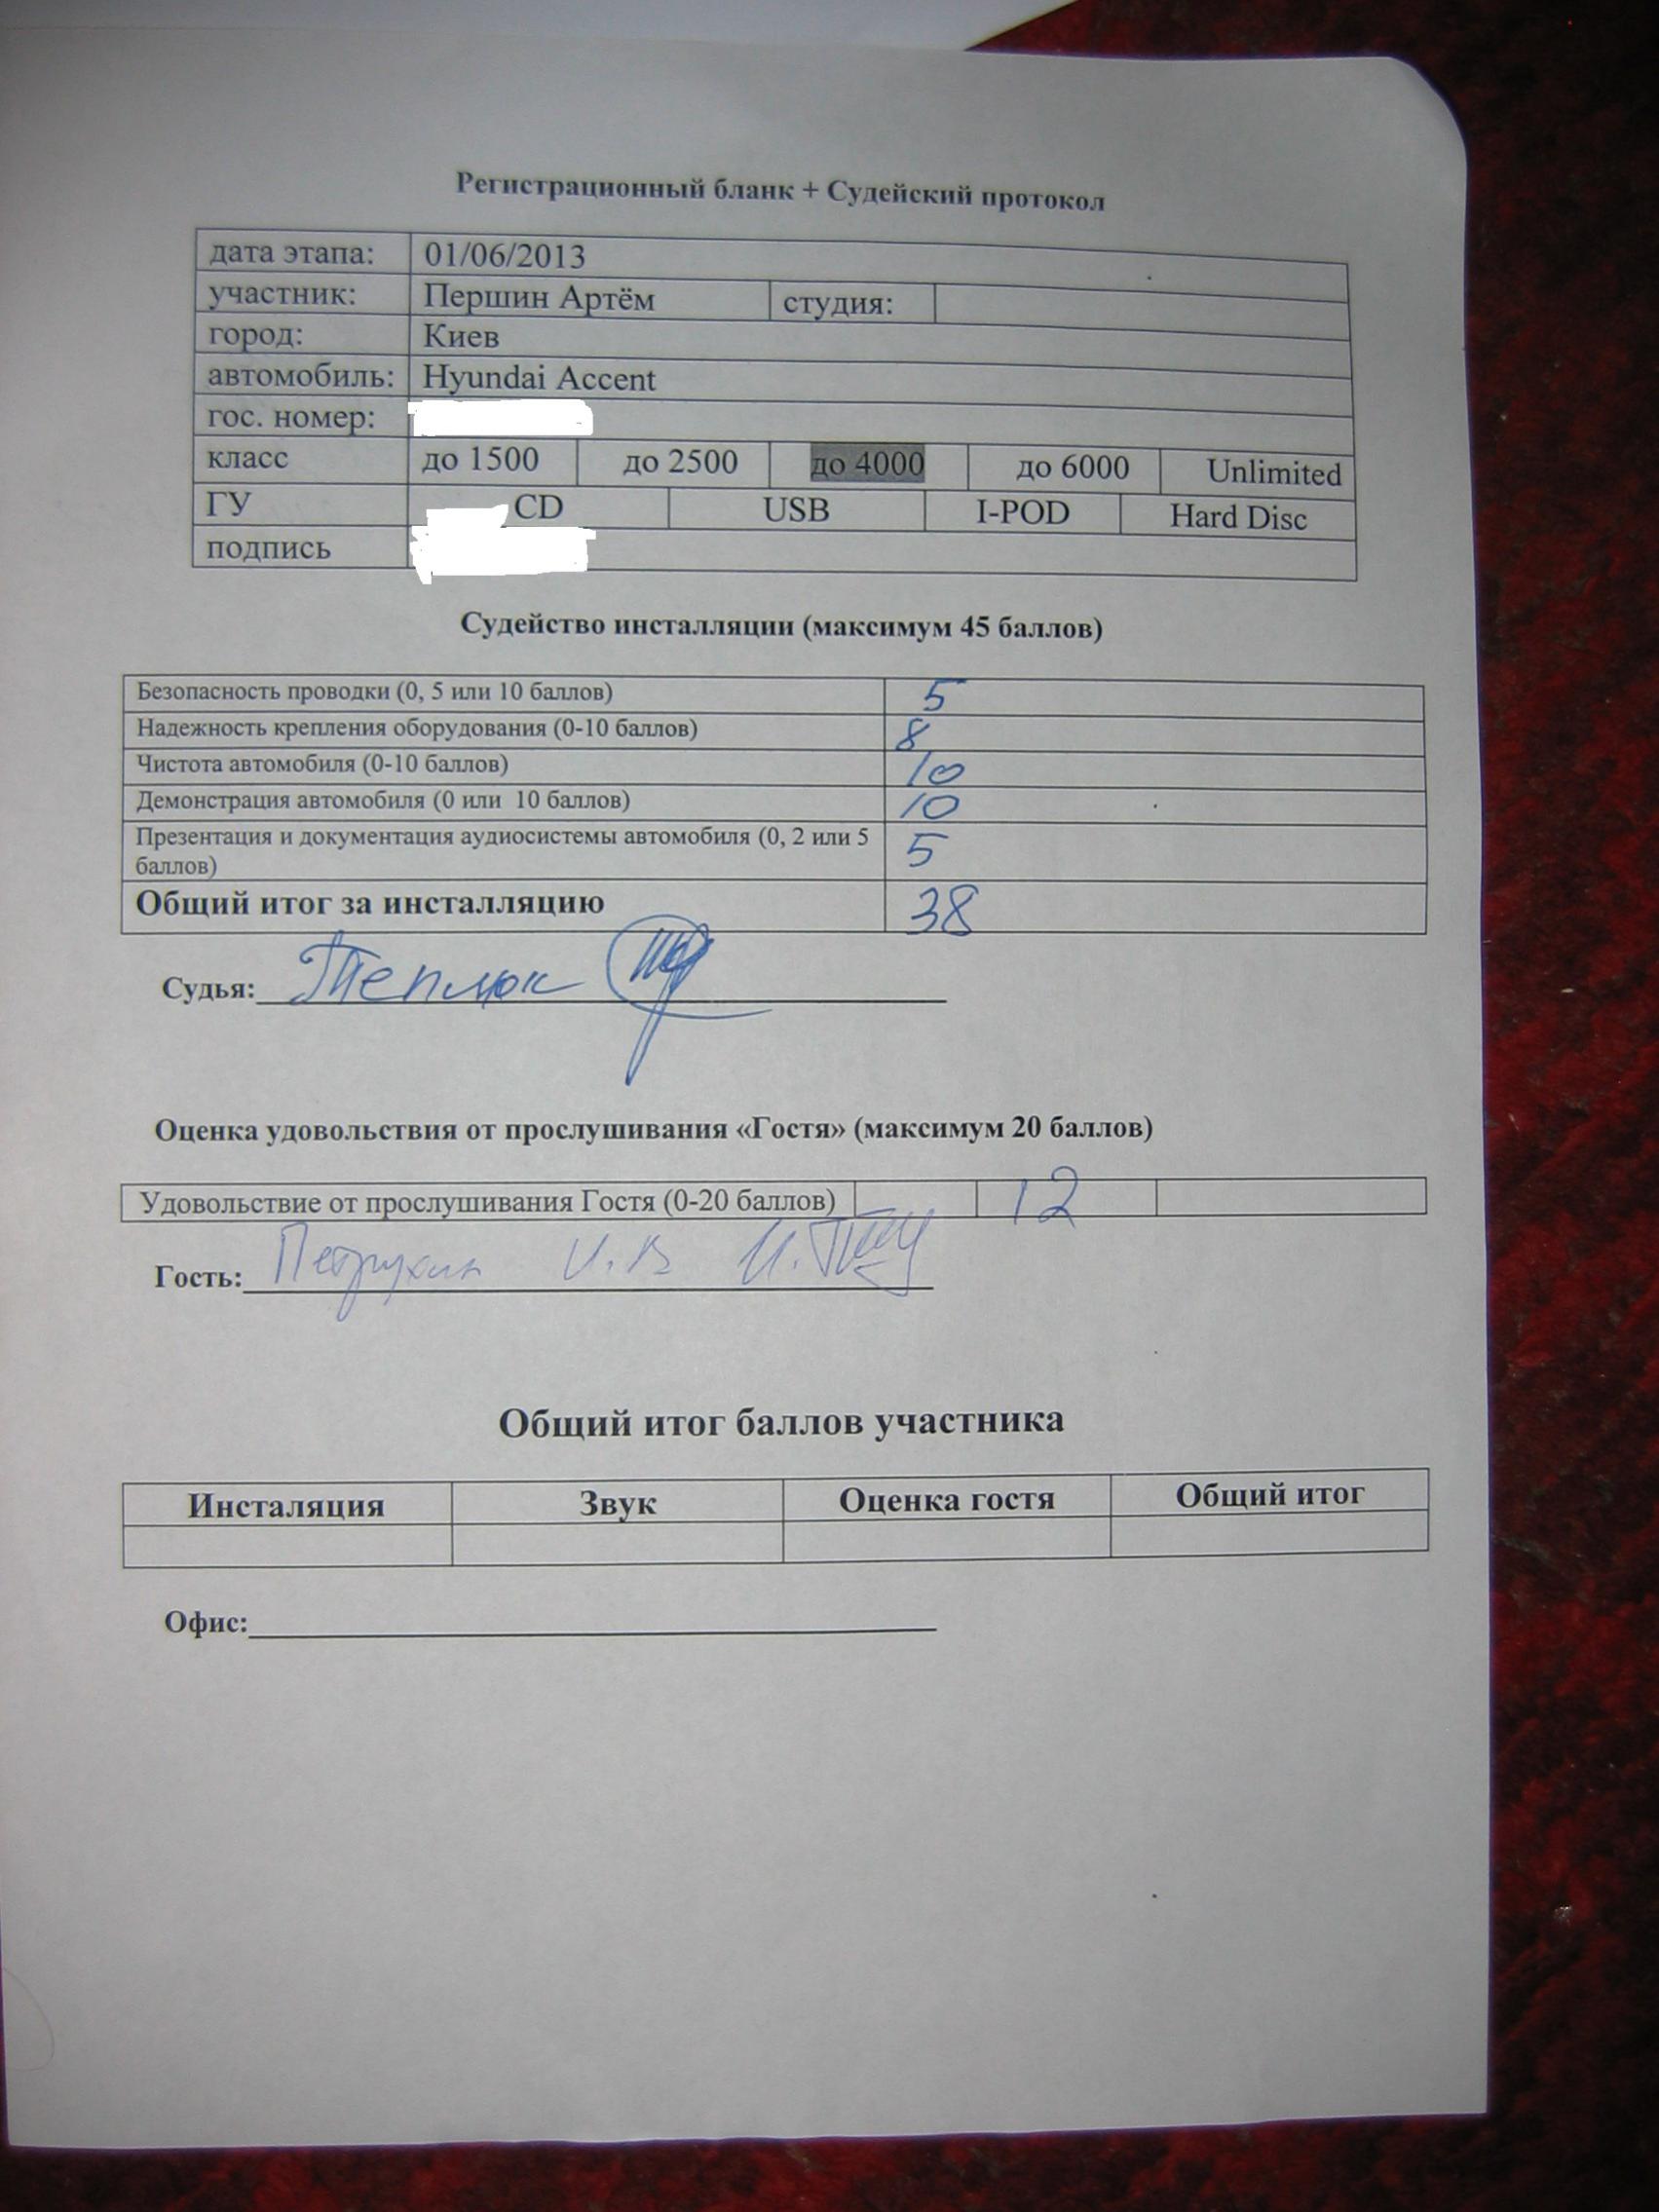 Регистрационный бланк + Судейский протокол
дата этапа: 01/06/2013
участник: Першин Артём студия:
город: Киев
автомобиль: Hyundai Accent
гос. номер:
класс до 1500 до 2500 до 4000 до 6000 Unlimited
ГУ CD USB I-POD Hard Disc
подпись
Судейство инсталляции (максимум 45 баллов)
Безопасность проводки (0, 5 или 10 баллов) 5
Надежность крепления оборудования (0-10 баллов) 8
Чистота автомобиля (0-10 баллов) 10
Демонстрация автомобиля (0 или 10 баллов) 10
Презентация и документация аудиосистемы автомобиля (0, 2 или 5
баллов) 5
Общий итог за инсталляцию 38
Судья:
Оценка удовольствия от прослушивания «Гостя» (максимум 20 баллов)
Удовольствие от прослушивания Гостя (0-20 баллов) 12
Гость: Петрухин И.В
Общий итог баллов участника
Инсталяция Звук Оценка гостя Общий итог
Офис: